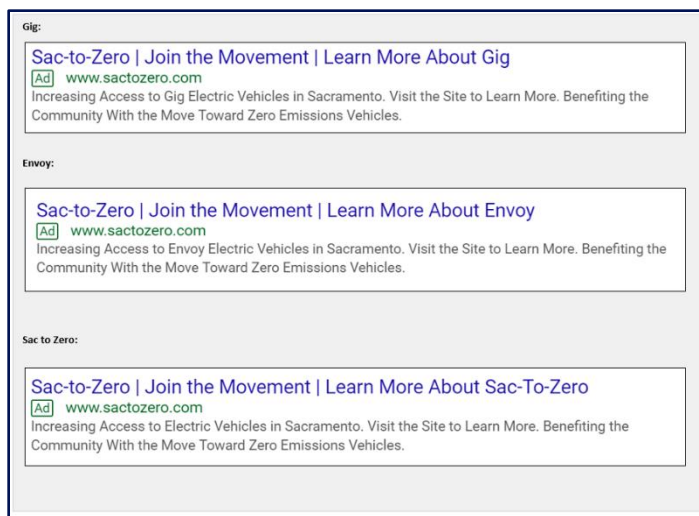 Gig:
Sac-to-Zero | Join the Movement | Learn More About Gig
Ad www.sactozero.com
Increasing Access to Gig Electric Vehicles in Sacramento. Visit the Site to Learn More. Benefiting the
Community With the Move Toward Zero Emissions Vehicles.
Envoy:
Sac-to-Zero | Join the Movement | Learn More About Envoy
Ad www.sactozero.com
Increasing Access to Envoy Electric Vehicles in Sacramento. Visit the Site to Learn More. Benefiting the
Community With the Move Toward Zero Emissions Vehicles.
Sac to Zero:
Sac-to-Zero | Join the Movement | Learn More About Sac-To-Zero
Ad www.sactozero.com
Increasing Access to Electric Vehicles in Sacramento. Visit the Site to Learn More. Benefiting the
Community With the Move Toward Zero Emissions Vehicles.